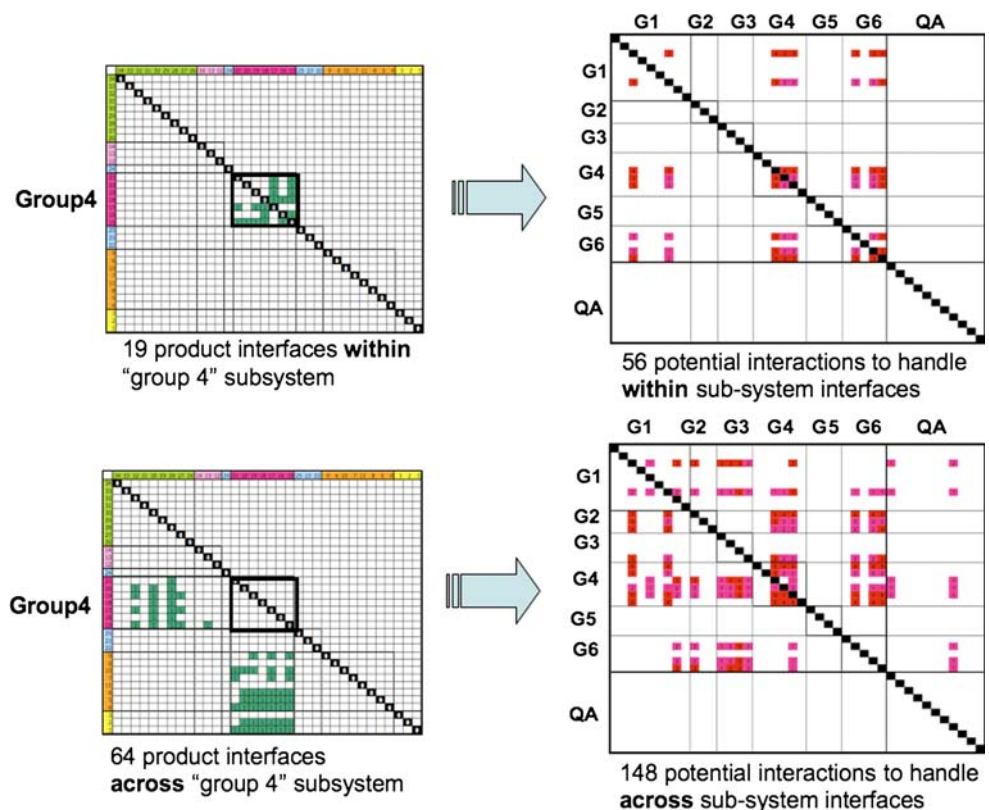 G1 G2 G3 G4 G5 G6 QA
G1
G2
G3
Group4
G4
G5
G6
QA
19 product interfaces within
“group 4” subsystem
56 potential interactions to handle
within sub-system interfaces
G1 G2 G3 G4 G5 G6 QA
G1
G2
G3
Group4
G4
G5
G6
QA
64 product interfaces
across “group 4” subsystem
148 potential interactions to handle
across sub-system interfaces